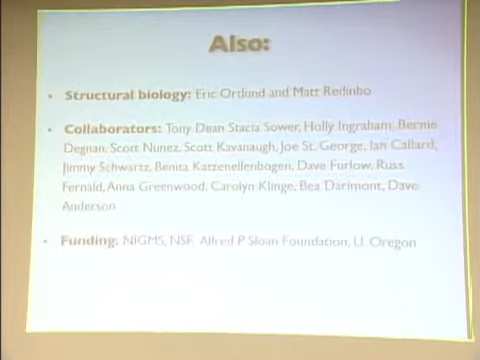 Also:
• Structural biology: Eric Ortlund and Matt Redinbo
• Collaborators: Tony Dean Stacia Sower, Holly Ingraham, Bernie
Degnan, Scott Nunez, Scott Kavanaugh, Joe St. George, Ian Callard,
Jimmy Schwartz, Benita Katzenellenbogen, Dave Furlow, Russ
Fernald, Anna Greenwood, Carolyn Klinge, Bea Darimont, Dave
Anderson
• Funding: NIGMS, NSF Alfred P Sloan Foundation, U. Oregon